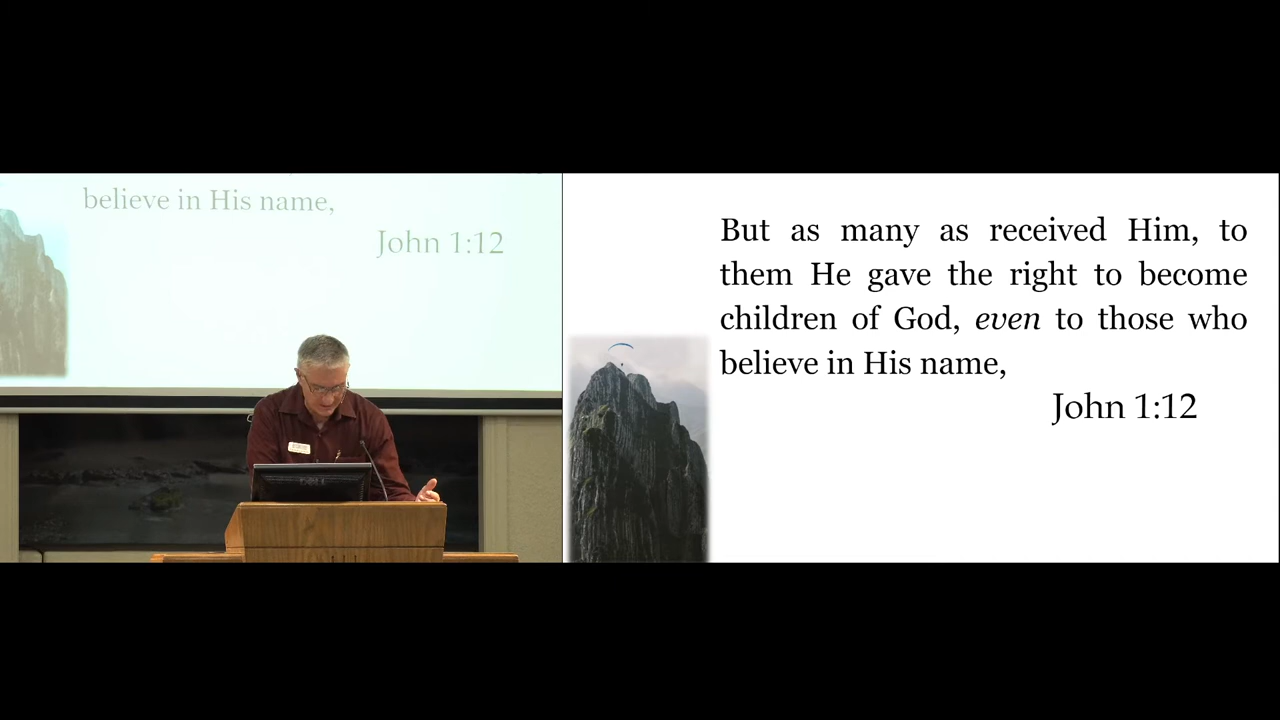 believe in His name,
John 1:12
DELL
But as many as received Him, to
them He gave the right to become
children of God, even to those who
believe in His name,
John 1:12